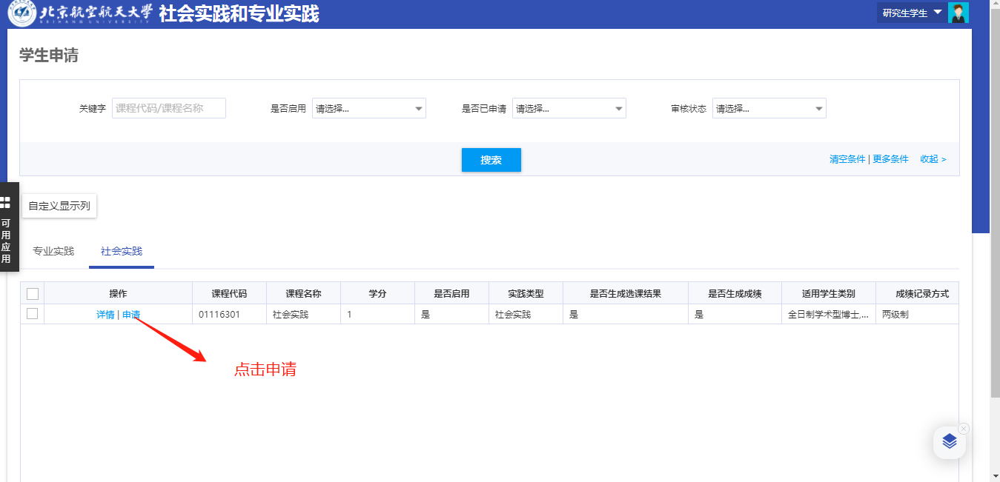 北京航空航天大学 社会实践和专业实践
BEIHANG UNIVERSITY
研究生学生
学生申请
关键字 课程代码/课程名称 是否启用 请选择... 是否已申请 请选择... 审核状态 请选择...
搜索
清空条件 | 更多条件 收起 >
自定义显示列
可用应用
专业实践 社会实践
操作 课程代码 课程名称 学分 是否启用 实践类型 是否生成选课结果 是否生成成绩 适用学生类别 成绩记录方式
详情 | 申请 01116301 社会实践 1 是 社会实践 是 是 全日制学术型博士,... 两级制
点击申请